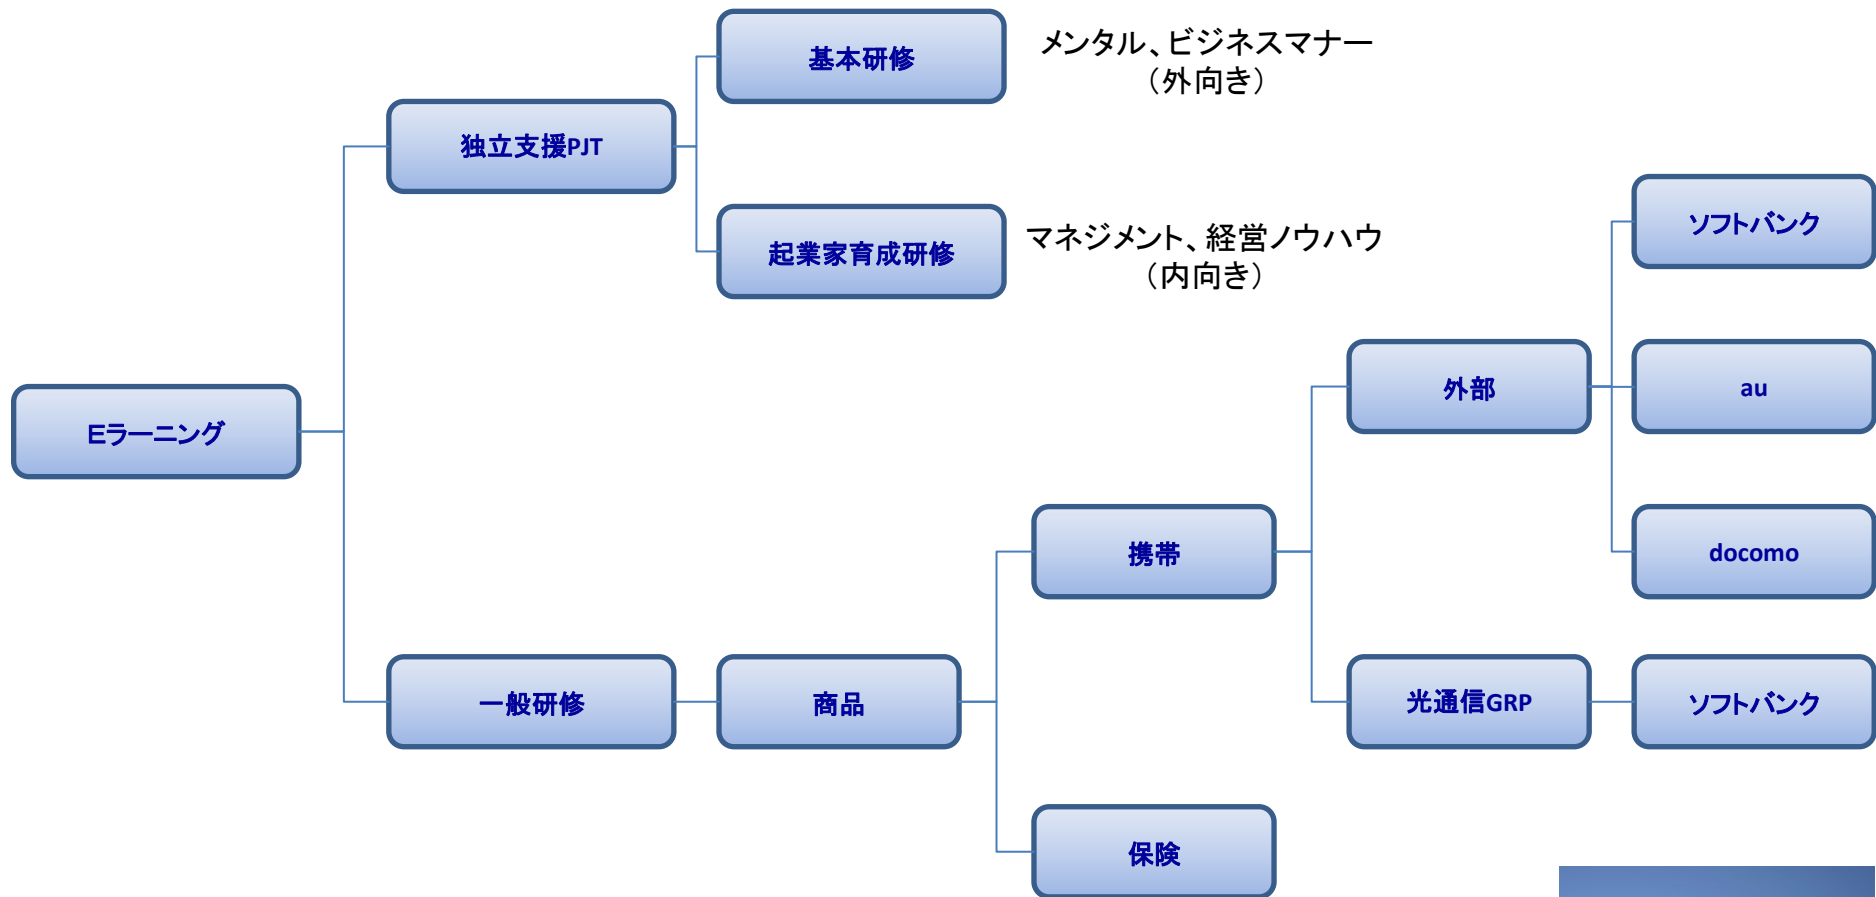 基本研修
メンタル、ビジネスマナー
（外向き）
独立支援PJT
起業家育成研修
マネジメント、経営ノウハウ
（内向き）
ソフトバンク
外部
au
Eラーニング
携帯
docomo
一般研修
商品
光通信GRP
ソフトバンク
保険